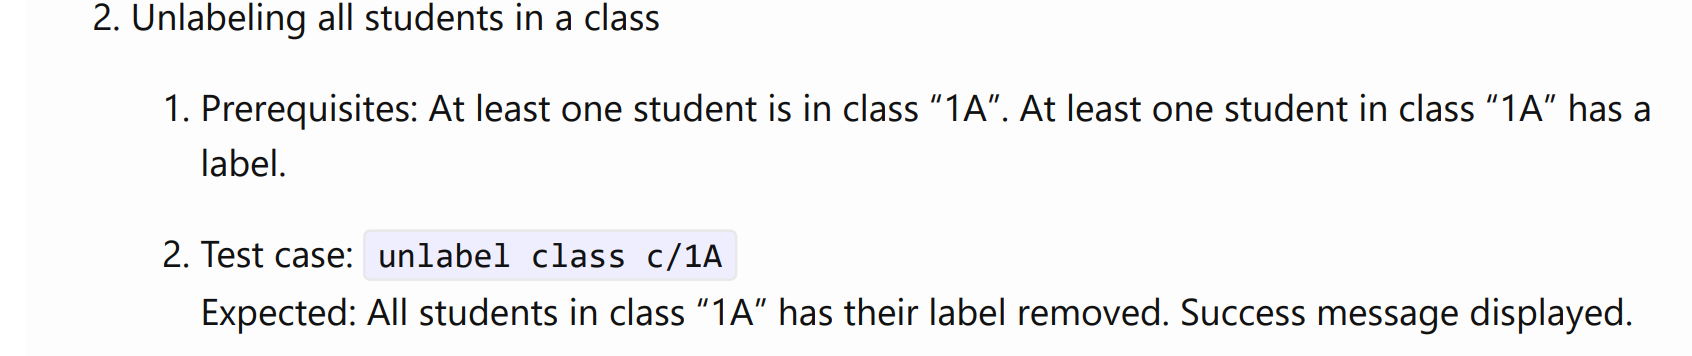 2. Unlabeling all students in a class
1. Prerequisites: At least one student is in class “1A”. At least one student in class “1A” has a
label.
2. Test case: unlabel class c/1A
Expected: All students in class “1A” has their label removed. Success message displayed.